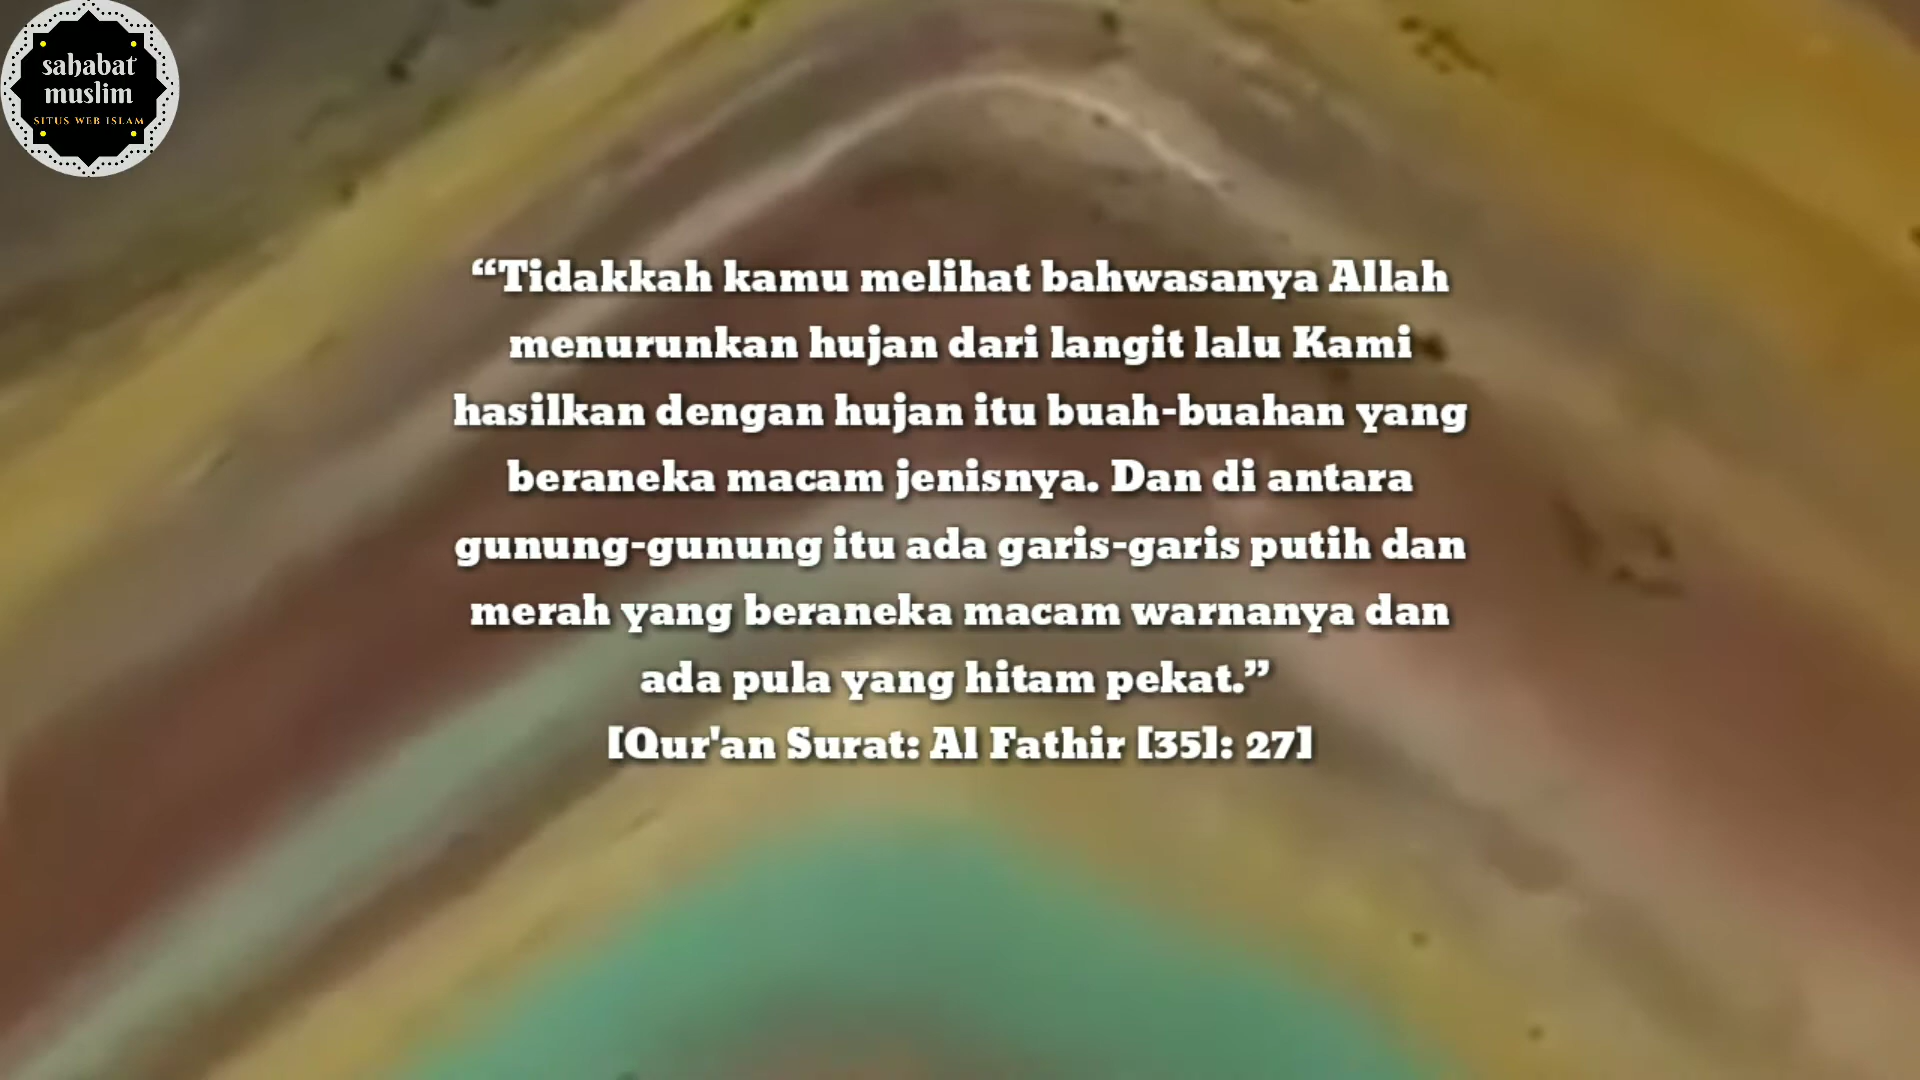 sahabat
muslim
SITUS WEB ISLAM
“Tidakkah kamu melihat bahwasanya Allah
menurunkan hujan dari langit lalu Kami
hasilkan dengan hujan itu buah-buahan yang
beraneka macam jenisnya. Dan di antara
gunung-gunung itu ada garis-garis putih dan
merah yang beraneka macam warnanya dan
ada pula yang hitam pekat.”
[Qur'an Surat: Al Fathir [35]: 27]